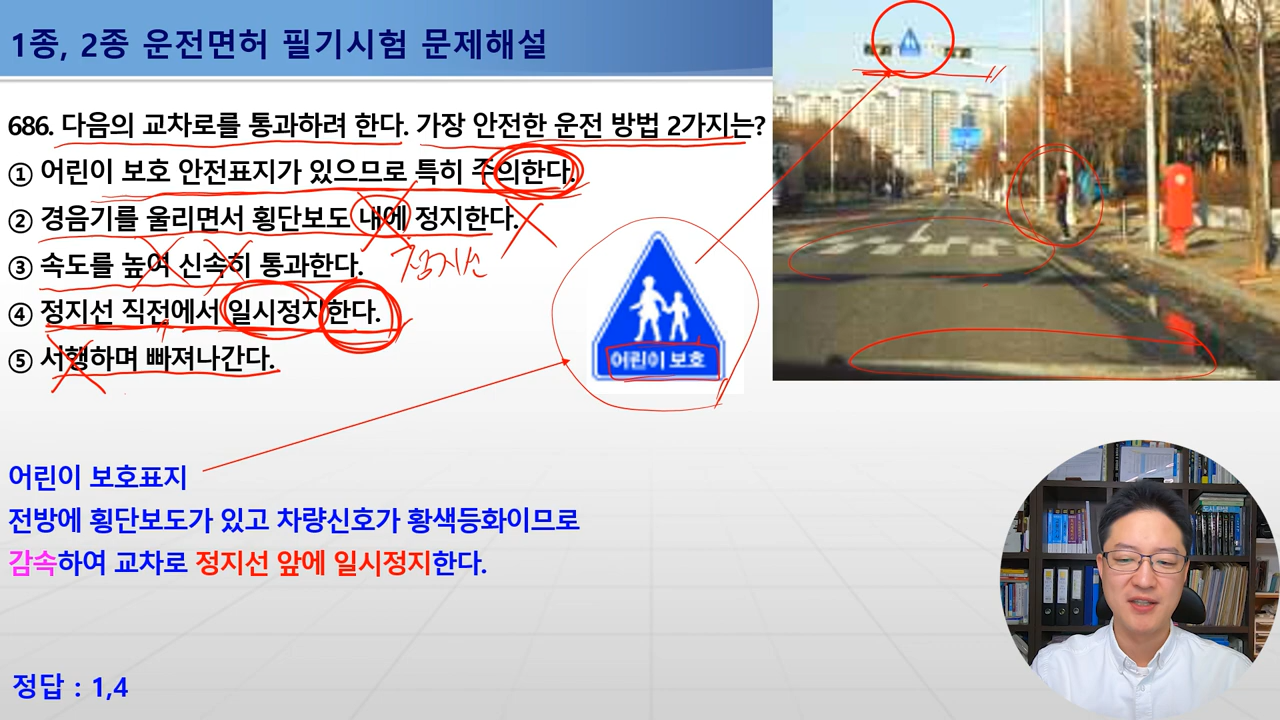 1종, 2종 운전면허 필기시험 문제해설
686. 다음의 교차로를 통과하려 한다. 가장 안전한 운전 방법 2가지는?
① 어린이 보호 안전표지가 있으므로 특히 주의한다.
② 경음기를 울리면서 횡단보도 내에 정지한다.
정지선
③ 속도를 높여 신속히 통과한다.
④ 정지선 직전에서 일시정지한다.
⑤ 서행하며 빠져나간다.
어린이 보호
어린이 보호표지
전방에 횡단보도가 있고 차량신호가 황색등화이므로
감속하여 교차로 정지선 앞에 일시정지한다.
정답 : 1,4